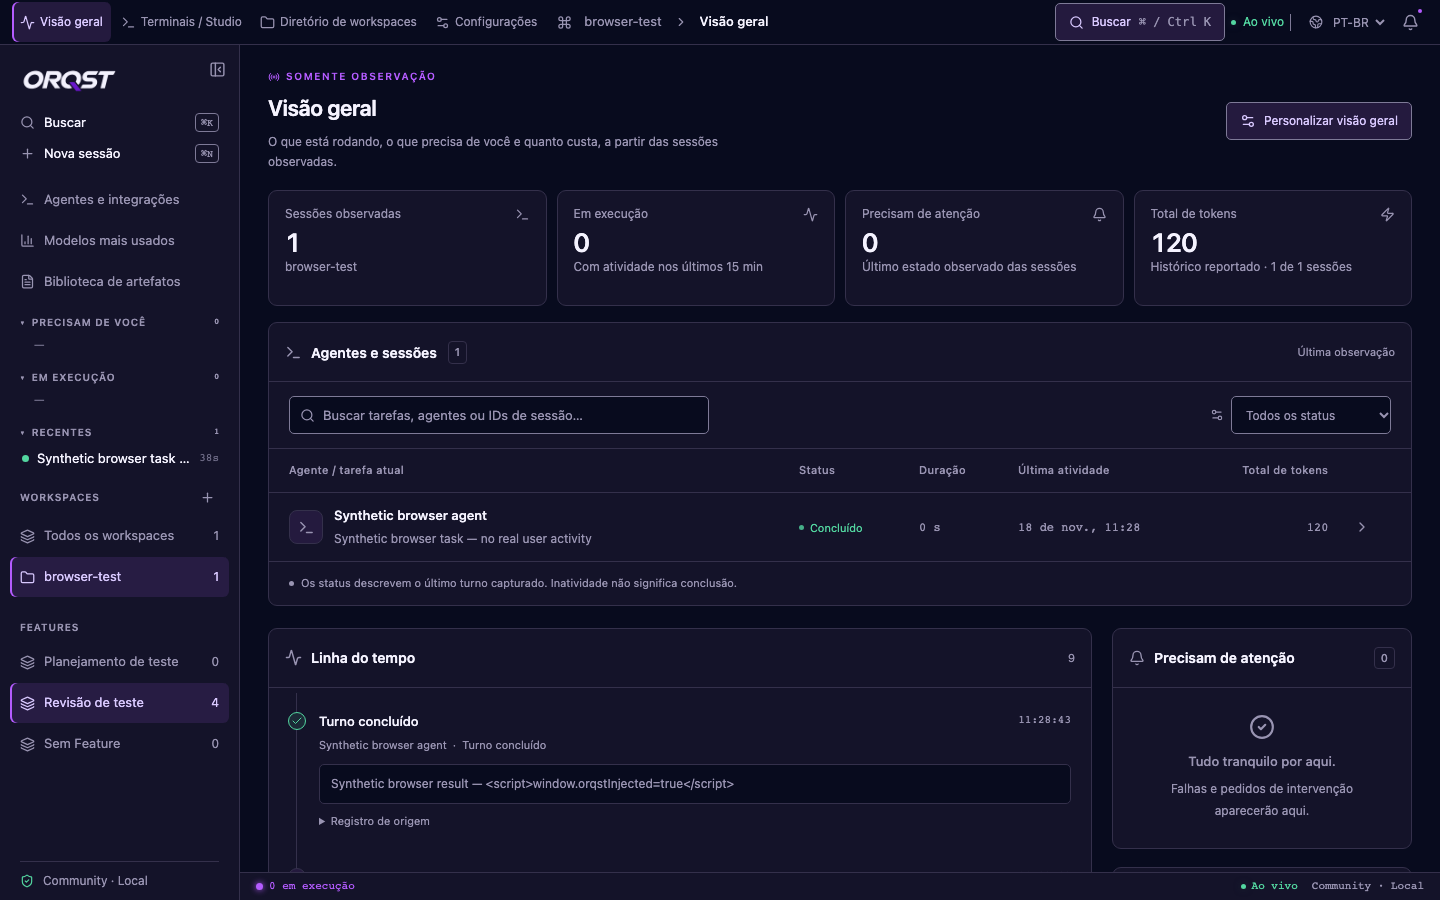 Visão geral
Terminais / Studio
Diretório de workspaces
Configurações
⌘ browser-test > Visão geral
Buscar ⌘ / Ctrl K
Ao vivo
PT-BR
ORQST
Buscar ⌘K
Nova sessão ⌘N
Agentes e integrações
Modelos mais usados
Biblioteca de artefatos
PRECISAM DE VOCÊ 0
—
EM EXECUÇÃO 0
—
RECENTES 1
Synthetic browser task ... 38s
WORKSPACES +
Todos os workspaces 1
browser-test 1
FEATURES
Planejamento de teste 0
Revisão de teste 4
Sem Feature 0
Community · Local
SOMENTE OBSERVAÇÃO
Visão geral
O que está rodando, o que precisa de você e quanto custa, a partir das sessões
observadas.
Personalizar visão geral
Sessões observadas
1
browser-test
Em execução
0
Com atividade nos últimos 15 min
Precisam de atenção
0
Último estado observado das sessões
Total de tokens
120
Histórico reportado · 1 de 1 sessões
Agentes e sessões 1
Última observação
Buscar tarefas, agentes ou IDs de sessão...
Todos os status
Agente / tarefa atual Status Duração Última atividade Total de tokens
Synthetic browser agent
Synthetic browser task — no real user activity
Concluído 0 s 18 de nov., 11:28 120
Os status descrevem o último turno capturado. Inatividade não significa conclusão.
Linha do tempo 9
Turno concluído 11:28:43
Synthetic browser agent · Turno concluído
Synthetic browser result — <script>window.orqstInjected=true</script>
Registro de origem
Precisam de atenção 0
Tudo tranquilo por aqui.
Falhas e pedidos de intervenção
aparecerão aqui.
0 em execução
Ao vivo Community · Local